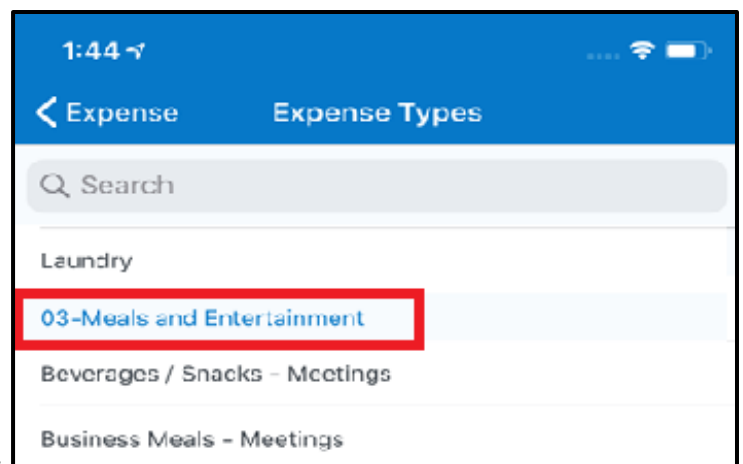 1:44
Expense Expense Types
Search
Laundry
03-Meals and Entertainment
Beverages / Snacks - Meetings
Business Meals - Meetings